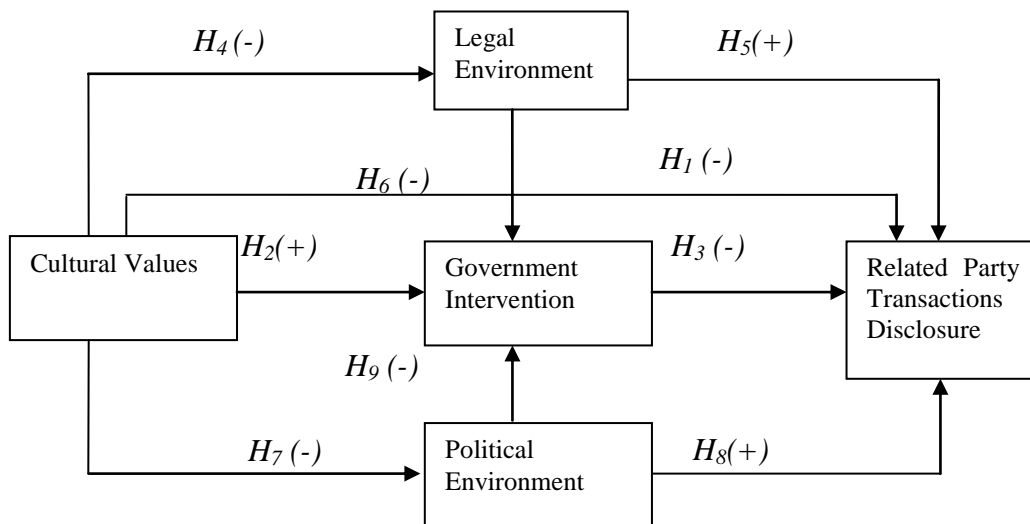 H4 (-)
Legal
Environment
H5(+)
H1 (-)
H6 (-)
Cultural Values
H2(+)
Government
Intervention
H3 (-)
Related Party
Transactions
Disclosure
H9 (-)
H7 (-)
Political
Environment
H8(+)